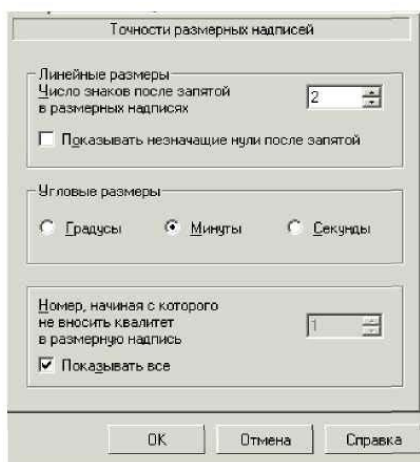 Точности размерных надписей
Линейные размеры
Число знаков после запятой
в размерных надписях
2
Показывать незначащие нули после запятой
Угловые размеры
Градусы Минуты Секунды
Номер, начиная с которого
не вносить квалитет
в размерную надпись
1
Показывать все
OK Отмена Справка